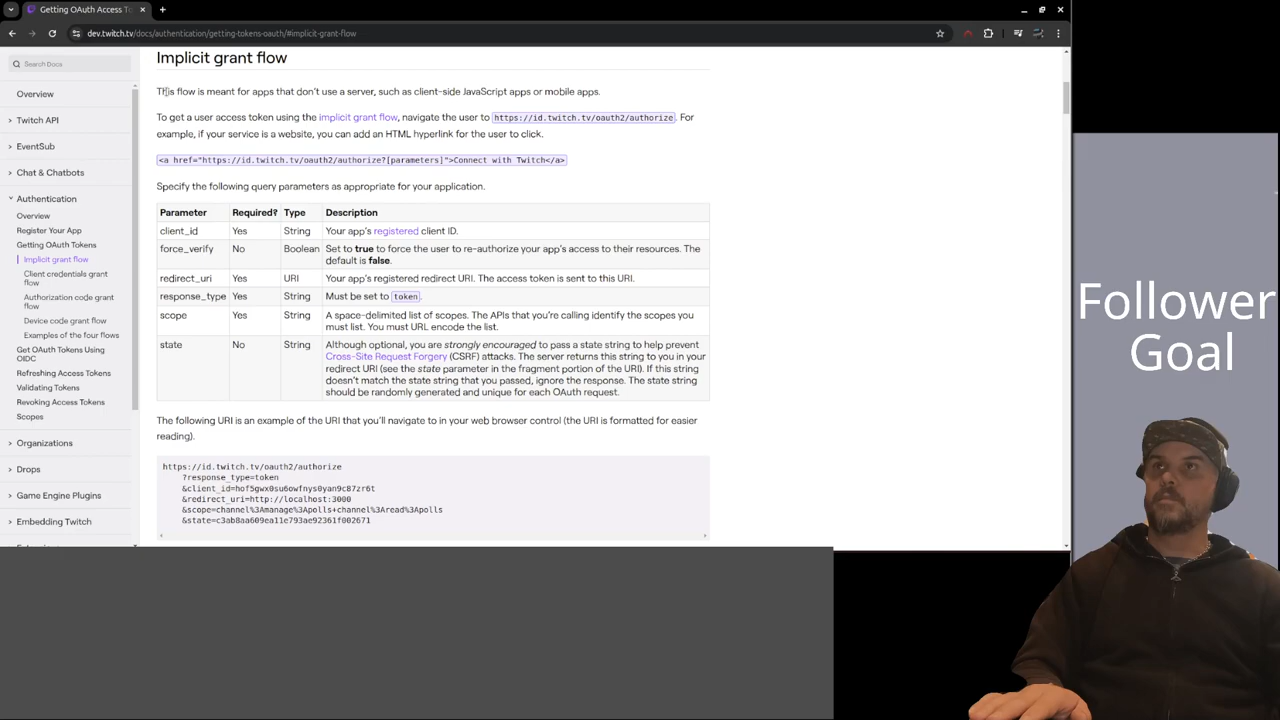 Getting OAuth Access To
dev.twitch.tv/docs/authentication/getting-tokens-oauth/#implicit-grant-flow
Search Docs
Overview
Twitch API
EventSub
Chat & Chatbots
Authentication
Overview
Register Your App
Getting OAuth Tokens
Implicit grant flow
Client credentials grant
flow
Authorization code grant
flow
Device code grant flow
Examples of the four flows
Get OAuth Tokens Using
OIDC
Refreshing Access Tokens
Validating Tokens
Revoking Access Tokens
Scopes
Organizations
Drops
Game Engine Plugins
Embedding Twitch
Implicit grant flow
This flow is meant for apps that don't use a server, such as client-side JavaScript apps or mobile apps.
To get a user access token using the implicit grant flow, navigate the user to https://id.twitch.tv/oauth2/authorize. For
example, if your service is a website, you can add an HTML hyperlink for the user to click.
<a href="https://id.twitch.tv/oauth2/authorize?[parameters]">Connect with Twitch</a>
Specify the following query parameters as appropriate for your application.
Parameter Required? Type Description
client_id Yes String Your app's registered client ID.
force_verify No Boolean Set to true to force the user to re-authorize your app's access to their resources. The
default is false.
redirect_uri Yes URI Your app's registered redirect URI. The access token is sent to this URI.
response_type Yes String Must be set to token.
scope Yes String A space-delimited list of scopes. The APIs that you're calling identify the scopes you
must list. You must URL encode the list.
state No String Although optional, you are strongly encouraged to pass a state string to help prevent
Cross-Site Request Forgery (CSRF) attacks. The server returns this string to you in your
redirect URI (see the state parameter in the fragment portion of the URI). If this string
doesn't match the state string that you passed, ignore the response. The state string
should be randomly generated and unique for each OAuth request.
The following URI is an example of the URI that you'll navigate to in your web browser control (the URI is formatted for easier
reading).
https://id.twitch.tv/oauth2/authorize
?response_type=token
&client_id=hof5gwx0su6owfnys0yan9c87zr6t
&redirect_uri=http://localhost:3000
&scope=channel%3Amanage%3Apolls+channel%3Aread%3Apolls
&state=c3ab8aa609ea11e793ae92361f002671
Follower
Goal